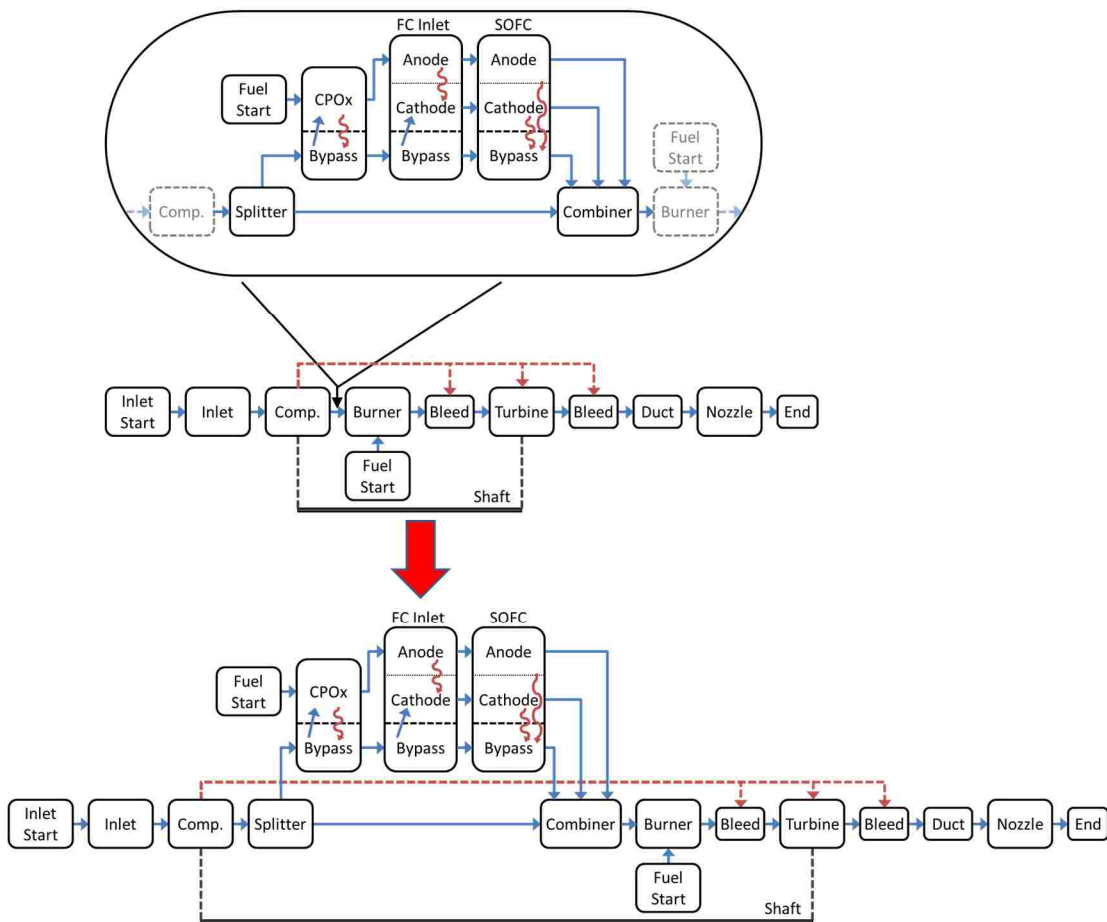 FC Inlet
SOFC
Anode
Anode
Fuel
Start
CPOx
Cathode
Cathode
Bypass
Bypass
Bypass
Fuel
Start
Comp.
Splitter
Combiner
Burner
Inlet
Start
Inlet
Comp.
Burner
Bleed
Turbine
Bleed
Duct
Nozzle
End
Fuel
Start
Shaft
FC Inlet
SOFC
Anode
Anode
Fuel
Start
CPOx
Cathode
Cathode
Bypass
Bypass
Bypass
Inlet
Start
Inlet
Comp.
Splitter
Combiner
Burner
Bleed
Turbine
Bleed
Duct
Nozzle
End
Fuel
Start
Shaft